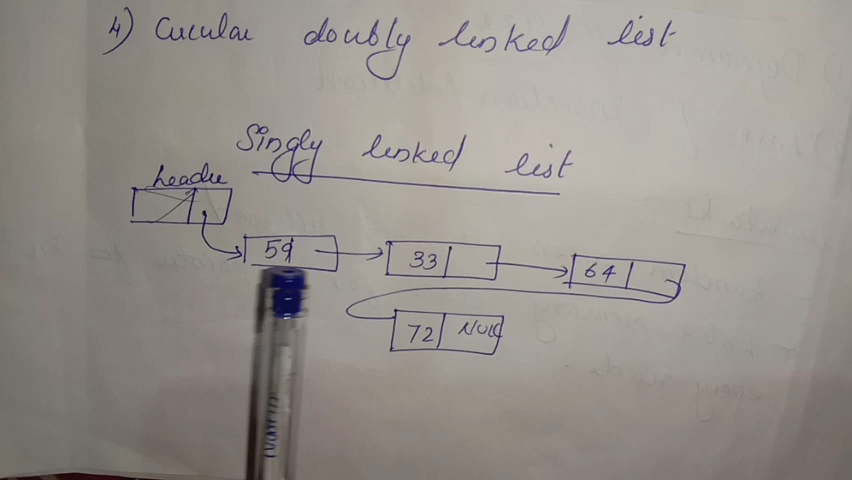 4) Circular doubly linked list
Singly linked list
header
59 33 64
72 NULL